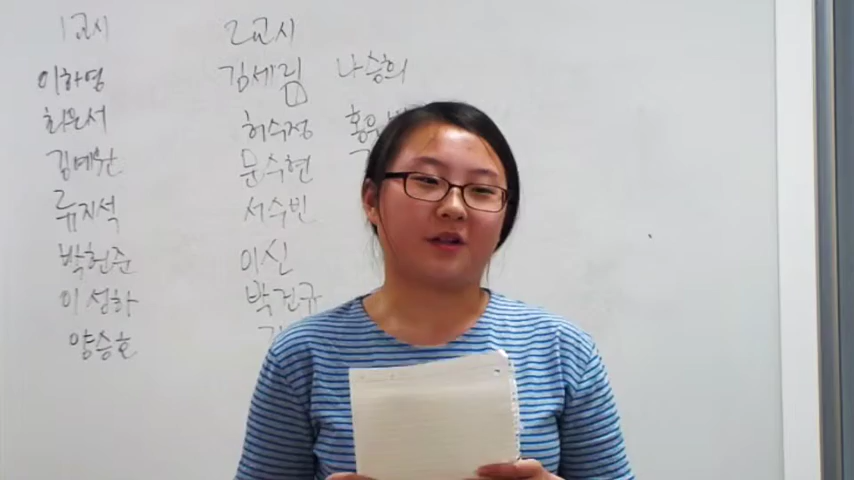 1교시 2교시
이하영 김세림 나승희
최윤서 허수정
김예환 문수현
류지석 서수빈
박현준 이신
이성하 박건규
양승호